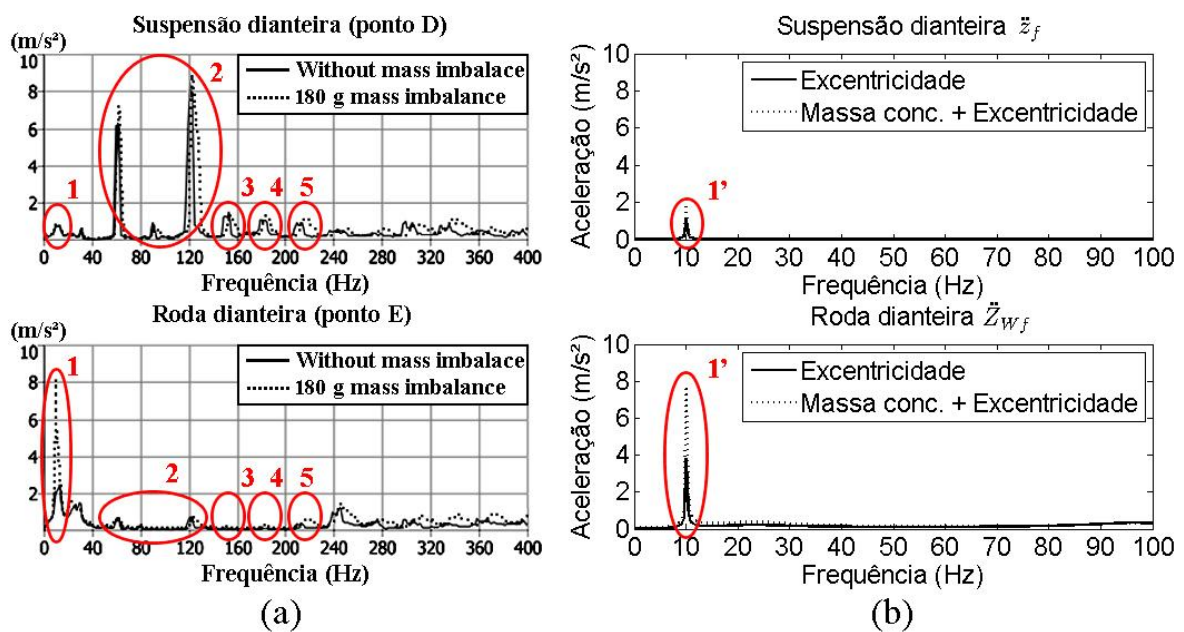 Suspensão dianteira (ponto D)
(m/s²)
10
8
6
4
2
Without mass imbalace
180 g mass imbalance
1
2
3
4
5
0 40 80 120 160 200 240 280 320 360 400
Frequência (Hz)
Roda dianteira (ponto E)
(m/s²)
10
8
6
4
2
Without mass imbalace
180 g mass imbalance
1
2
3
4
5
0 40 80 120 160 200 240 280 320 360 400
Frequência (Hz)
(a)
Suspensão dianteira z̈_f
Aceleração (m/s²)
10
8
6
4
2
0
Excentricidade
Massa conc. + Excentricidade
1'
0 10 20 30 40 50 60 70 80 90 100
Frequência (Hz)
Roda dianteira Z̈_Wf
Aceleração (m/s²)
10
8
6
4
2
0
Excentricidade
Massa conc. + Excentricidade
1'
0 10 20 30 40 50 60 70 80 90 100
Frequência (Hz)
(b)